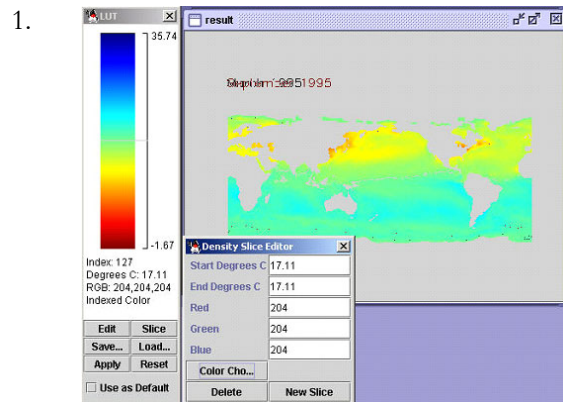 1.
LUT
35.74
-1.67
Index: 127
Degrees C: 17.11
RGB: 204,204,204
Indexed Color
Edit Slice
Save... Load...
Apply Reset
Use as Default
result
1995
Density Slice Editor
Start Degrees C 17.11
End Degrees C 17.11
Red 204
Green 204
Blue 204
Color Cho...
Delete New Slice